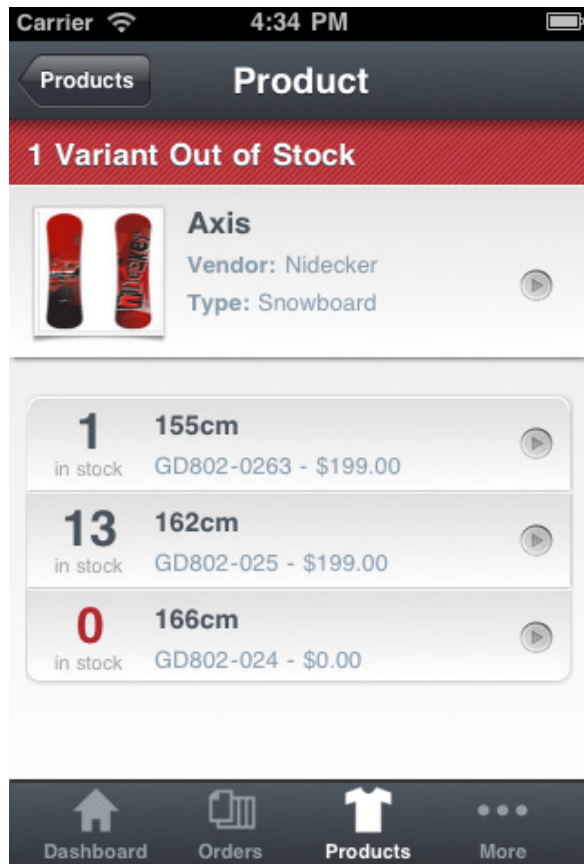 Carrier 4:34 PM
Products Product
1 Variant Out of Stock
Axis
Vendor: Nidecker
Type: Snowboard
nidecker
1 155cm
in stock GD802-0263 - $199.00
13 162cm
in stock GD802-025 - $199.00
0 166cm
in stock GD802-024 - $0.00
Dashboard Orders Products More